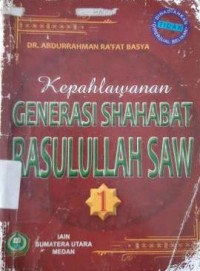 DR. ABDURRAHMAN RA'YAT BASYA
Kepahlawanan
GENERASI SHAHABAT
RASULULLAH SAW
1
IAIN
SUMATERA UTARA
MEDAN